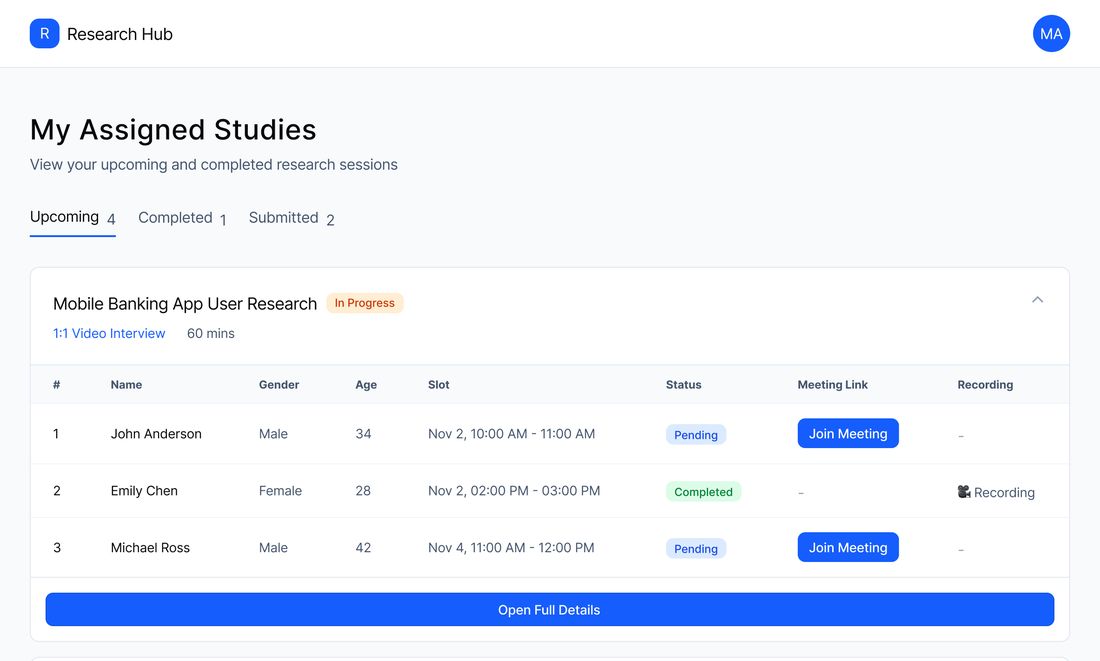 R Research Hub MA
My Assigned Studies
View your upcoming and completed research sessions
Upcoming 4 Completed 1 Submitted 2
Mobile Banking App User Research In Progress
1:1 Video Interview 60 mins
# Name Gender Age Slot Status Meeting Link Recording
1 John Anderson Male 34 Nov 2, 10:00 AM - 11:00 AM Pending Join Meeting -
2 Emily Chen Female 28 Nov 2, 02:00 PM - 03:00 PM Completed - Recording
3 Michael Ross Male 42 Nov 4, 11:00 AM - 12:00 PM Pending Join Meeting -
Open Full Details